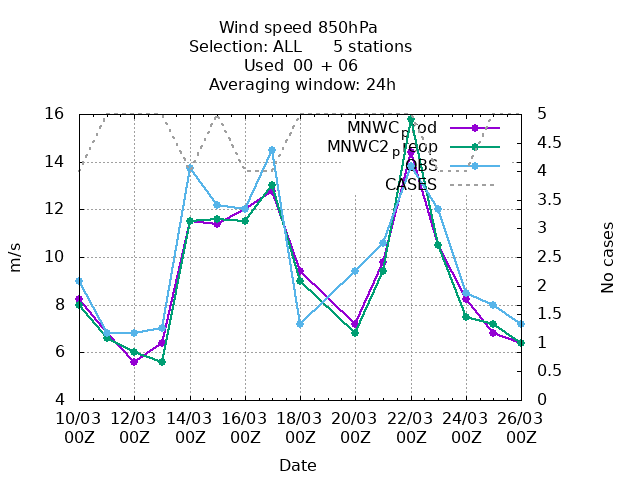 Wind speed 850hPa
Selection: ALL 5 stations
Used 00 + 06
Averaging window: 24h
MNWC_prod
MNWC2_preop
OBS
CASES
16
14
12
10
8
6
4
5
4.5
4
3.5
3
2.5
2
1.5
1
0.5
0
m/s
No cases
10/03 12/03 14/03 16/03 18/03 20/03 22/03 24/03 26/03
00Z 00Z 00Z 00Z 00Z 00Z 00Z 00Z 00Z
Date